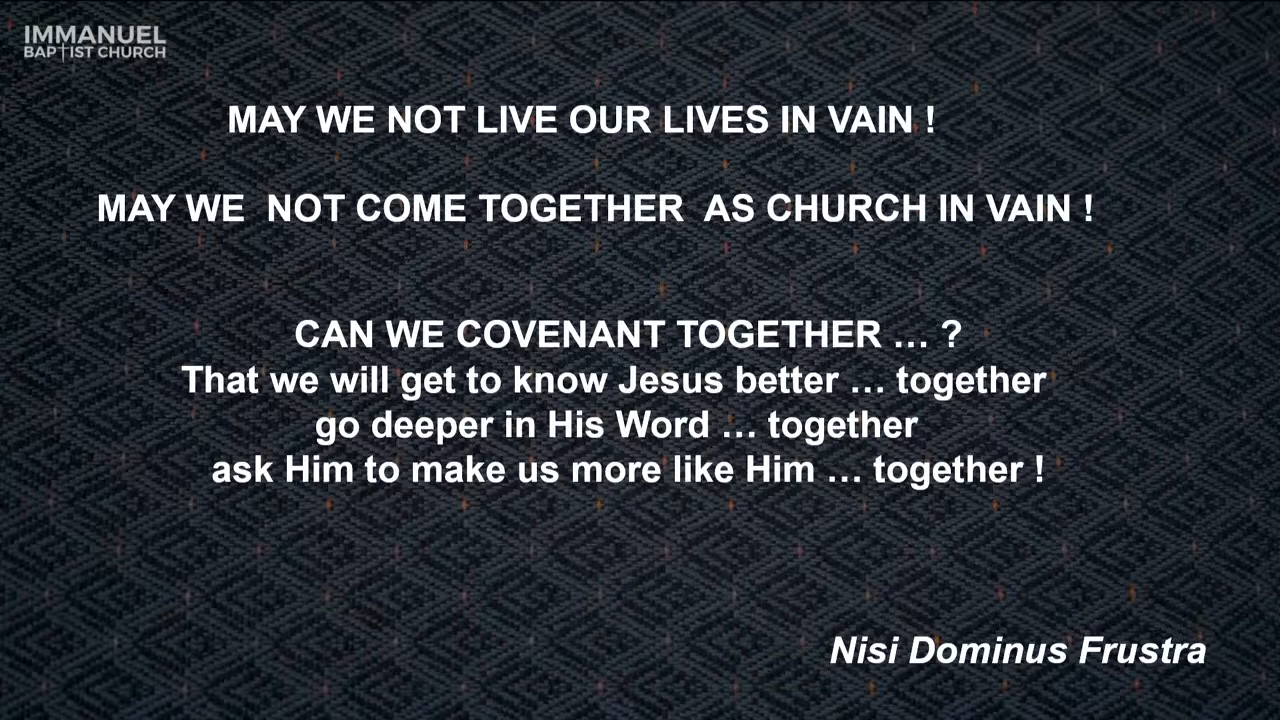 IMMANUEL
BAPTIST CHURCH
MAY WE NOT LIVE OUR LIVES IN VAIN !
MAY WE  NOT COME TOGETHER  AS CHURCH IN VAIN !
CAN WE COVENANT TOGETHER … ?
That we will get to know Jesus better … together
go deeper in His Word … together
ask Him to make us more like Him … together !
Nisi Dominus Frustra